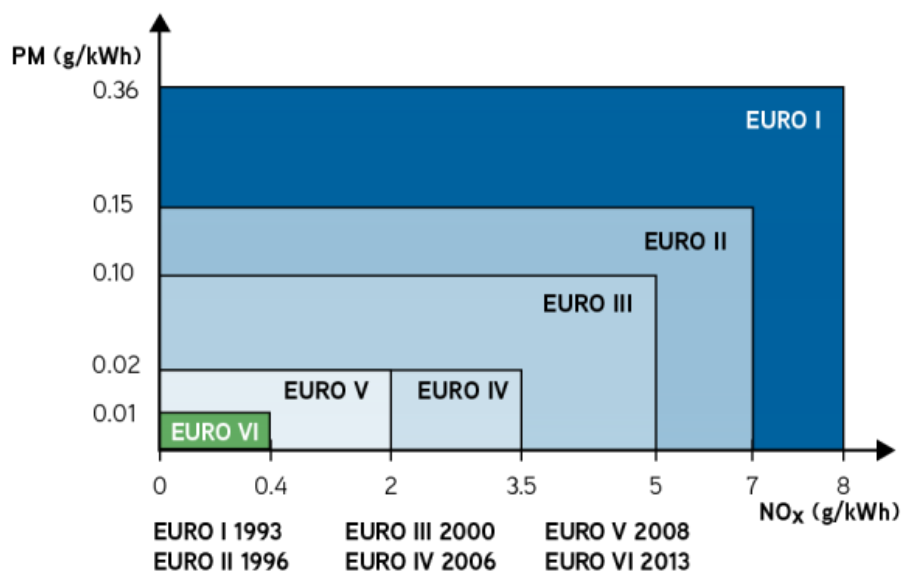 PM (g/kWh)
0.36
EURO I
0.15
EURO II
0.10
EURO III
0.02
EURO V
EURO IV
0.01
EURO VI
0
0.4
2
3.5
5
7
8
NOX (g/kWh)
EURO I 1993
EURO III 2000
EURO V 2008
EURO II 1996
EURO IV 2006
EURO VI 2013